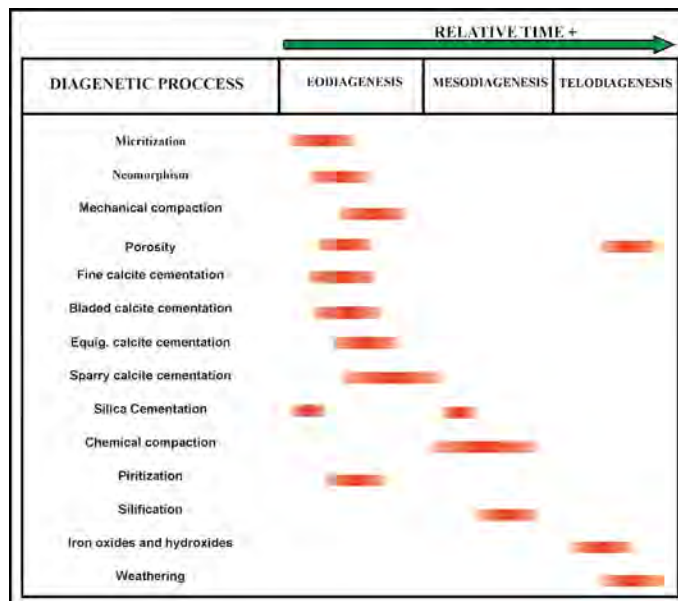 RELATIVE TIME +
DIAGENETIC PROCCESS EODIAGENESIS MESODIAGENESIS TELODIAGENESIS
Micritization
Neomorphism
Mechanical compaction
Porosity
Fine calcite cementation
Bladed calcite cementation
Equig. calcite cementation
Sparry calcite cementation
Silica Cementation
Chemical compaction
Piritization
Silification
Iron oxides and hydroxides
Weathering